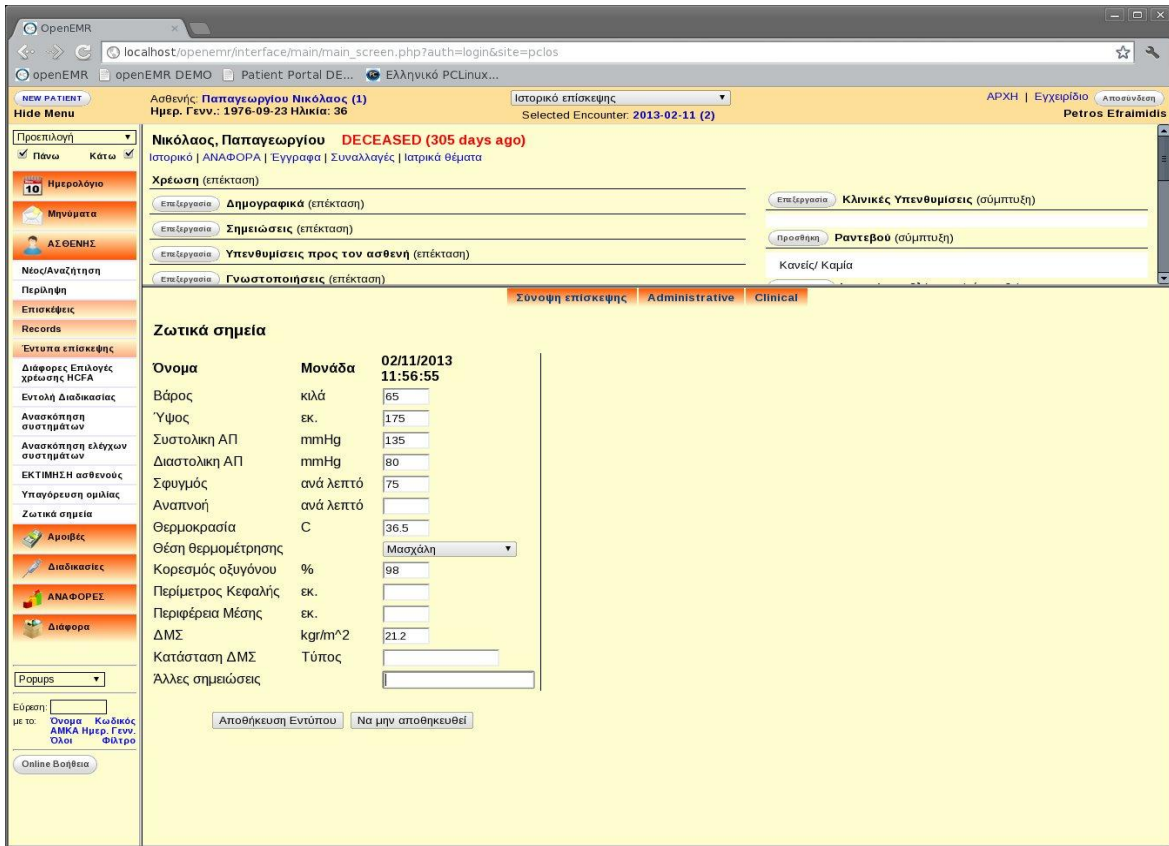 OpenEMR
localhost/openemr/interface/main/main_screen.php?auth=login&site=pclos
openEMR openEMR DEMO Patient Portal DE... Ελληνικό PCLinux...
NEW PATIENT
Hide Menu
Ασθενής: Παπαγεωργίου Νικόλαος (1)
Ημερ. Γενν.: 1976-09-23 Ηλικία: 36
Ιστορικό επίσκεψης
Selected Encounter: 2013-02-11 (2)
ΑΡΧΗ | Εγχειρίδιο Αποσύνδεση
Petros Efraimidis
Προεπιλογή
Πάνω Κάτω
Ημερολόγιο
Μηνύματα
ΑΣΘΕΝΗΣ
Νέος/Αναζήτηση
Περίληψη
Επισκέψεις
Records
Έντυπα επίσκεψης
Διάφορες Επιλογές
χρέωσης HCFA
Εντολή Διαδικασίας
Ανασκόπηση
συστημάτων
Ανασκόπηση ελέγχων
συστημάτων
ΕΚΤΙΜΗΣΗ ασθενούς
Υπαγόρευση ομιλίας
Ζωτικά σημεία
Αμοιβές
Διαδικασίες
ΑΝΑΦΟΡΕΣ
Διάφορα
Popups
Εύρεση:
με το: Όνομα Κωδικός
ΑΜΚΑ Ημερ. Γενν.
Όλοι Φίλτρο
Online Βοήθεια
Νικόλαος, Παπαγεωργίου DECEASED (305 days ago)
Ιστορικό | ΑΝΑΦΟΡΑ | Έγγραφα | Συναλλαγές | Ιατρικά θέματα
Χρέωση (επέκταση)
Επεξεργασία Δημογραφικά (επέκταση)
Επεξεργασία Σημειώσεις (επέκταση)
Επεξεργασία Υπενθυμίσεις προς τον ασθενή (επέκταση)
Επεξεργασία Γνωστοποιήσεις (επέκταση)
Επεξεργασία Κλινικές Υπενθυμίσεις (σύμπτυξη)
Προσθήκη Ραντεβού (σύμπτυξη)
Κανείς/ Καμία
Σύνοψη επίσκεψης Administrative Clinical
Ζωτικά σημεία
Όνομα Μονάδα 02/11/2013
11:56:55
Βάρος κιλά 65
Ύψος εκ. 175
Συστολικη ΑΠ mmHg 135
Διαστολικη ΑΠ mmHg 80
Σφυγμός ανά λεπτό 75
Αναπνοή ανά λεπτό
Θερμοκρασία C 36.5
Θέση θερμομέτρησης Μασχάλη
Κορεσμός οξυγόνου % 98
Περίμετρος Κεφαλής εκ.
Περιφέρεια Μέσης εκ.
ΔΜΣ kgr/m^2 21.2
Κατάσταση ΔΜΣ Τύπος
Άλλες σημειώσεις
Αποθήκευση Εντύπου Να μην αποθηκευθεί